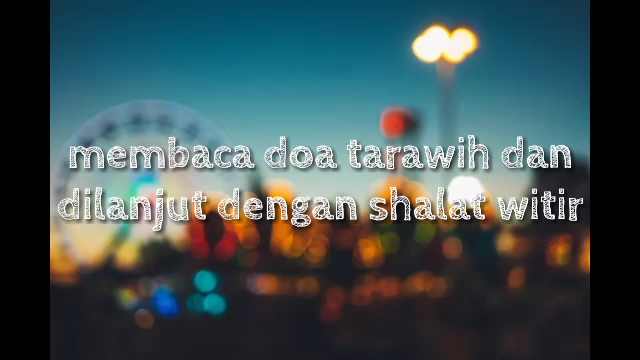 membaca doa tarawih dan
dilanjut dengan shalat witir